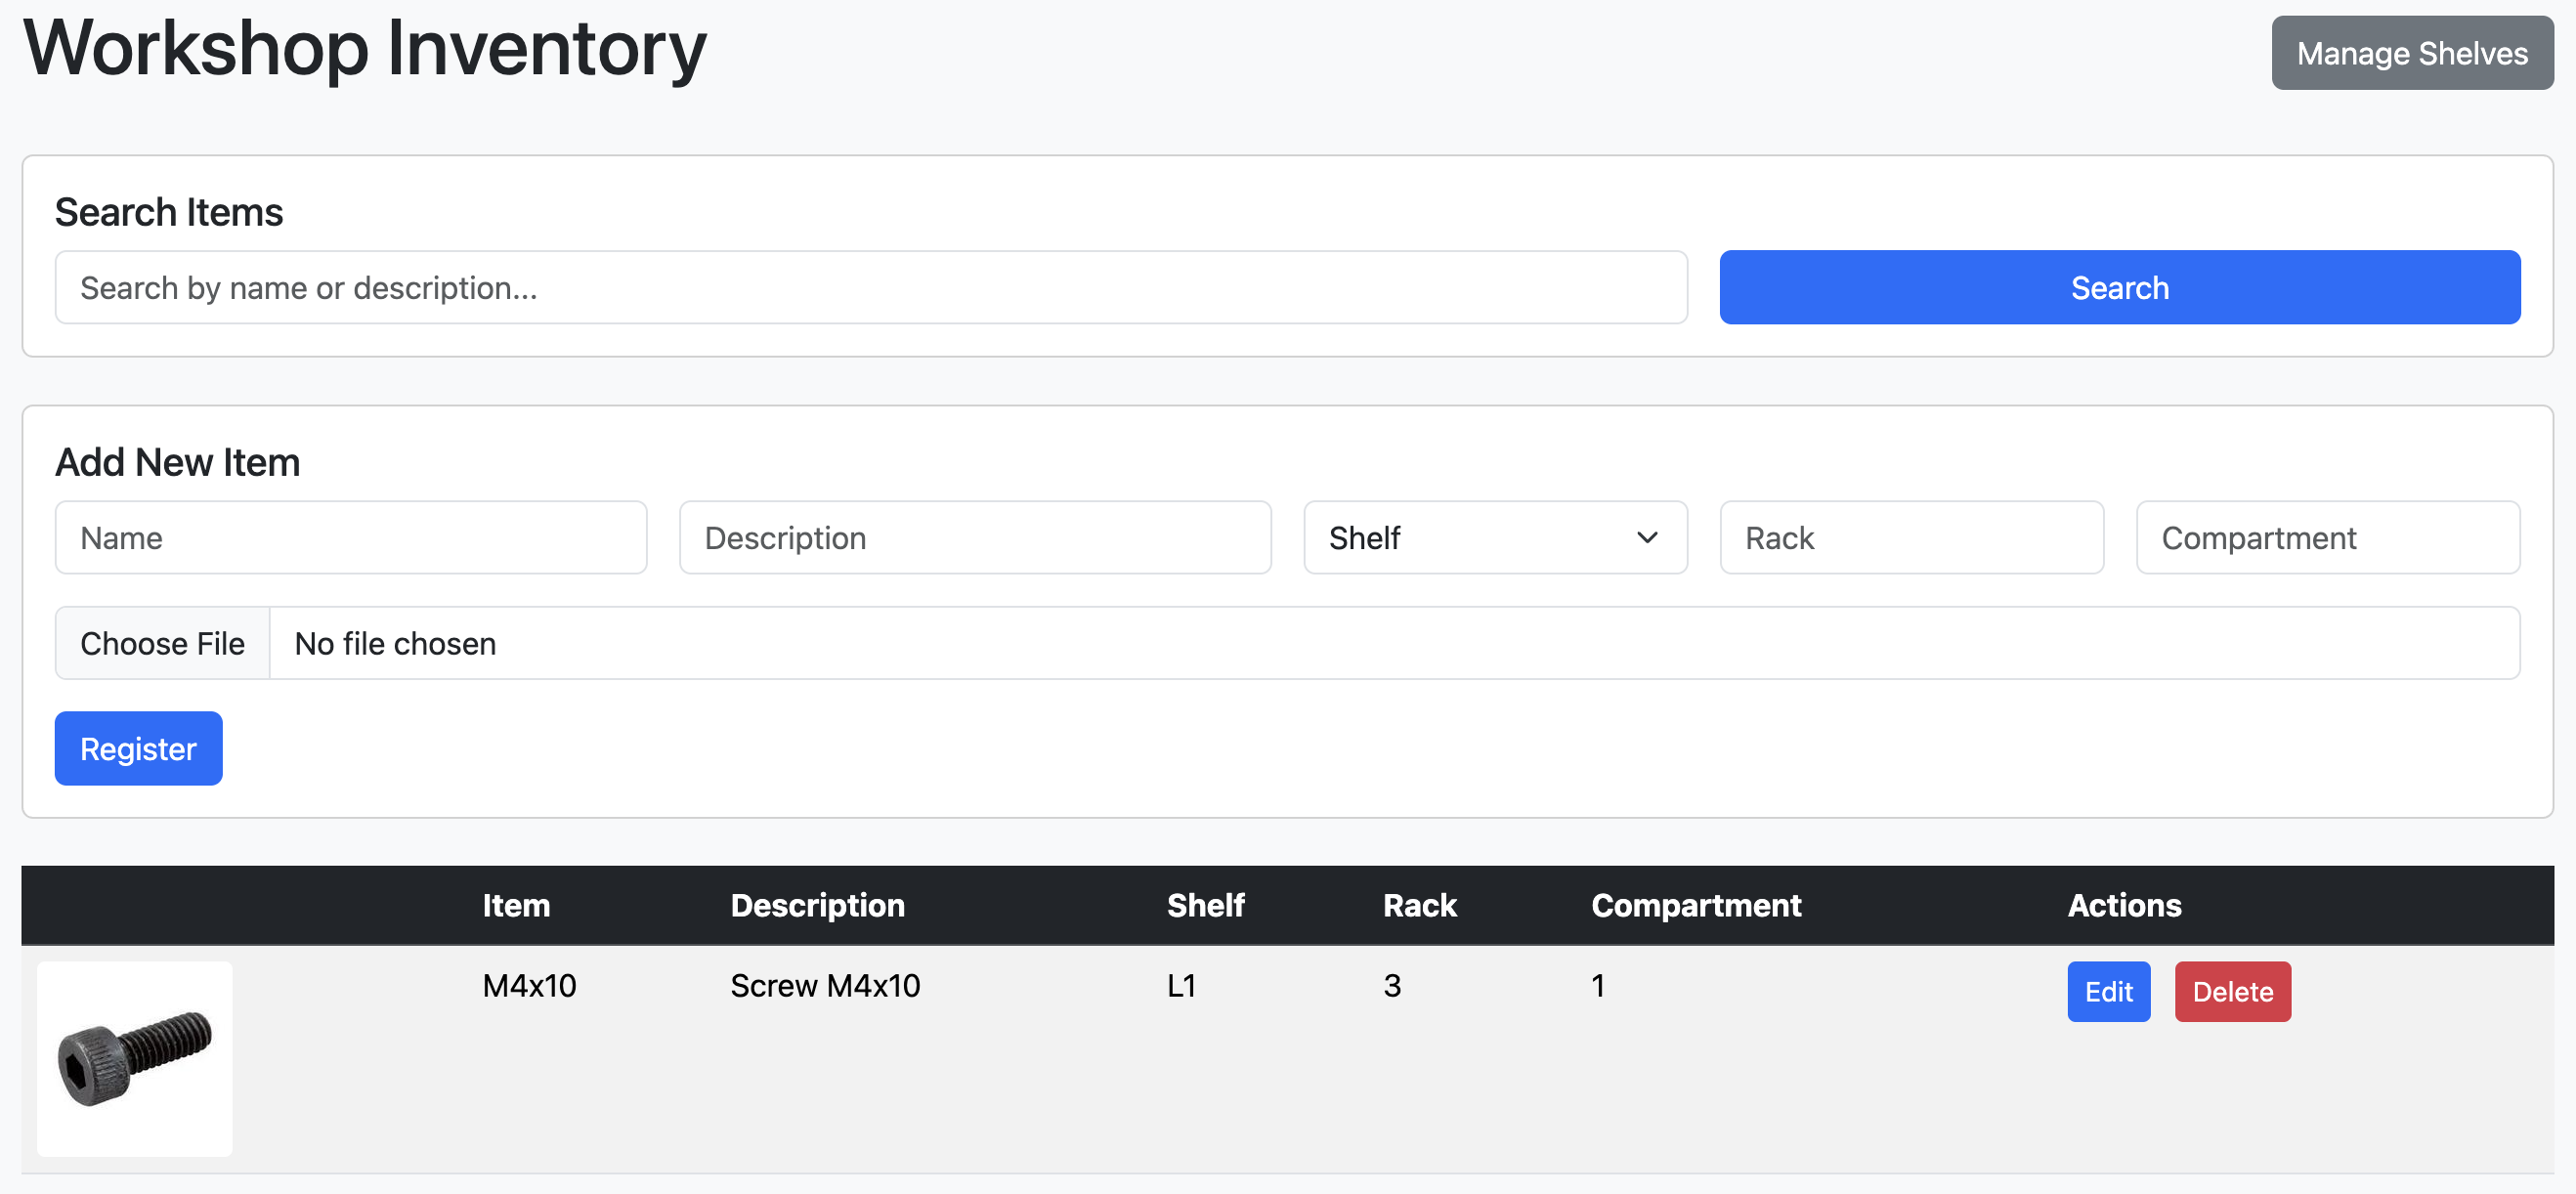 Workshop Inventory
Manage Shelves
Search Items
Search by name or description...
Search
Add New Item
Name Description Shelf Rack Compartment
Choose File No file chosen
Register
Item Description Shelf Rack Compartment Actions
M4x10 Screw M4x10 L1 3 1 Edit Delete